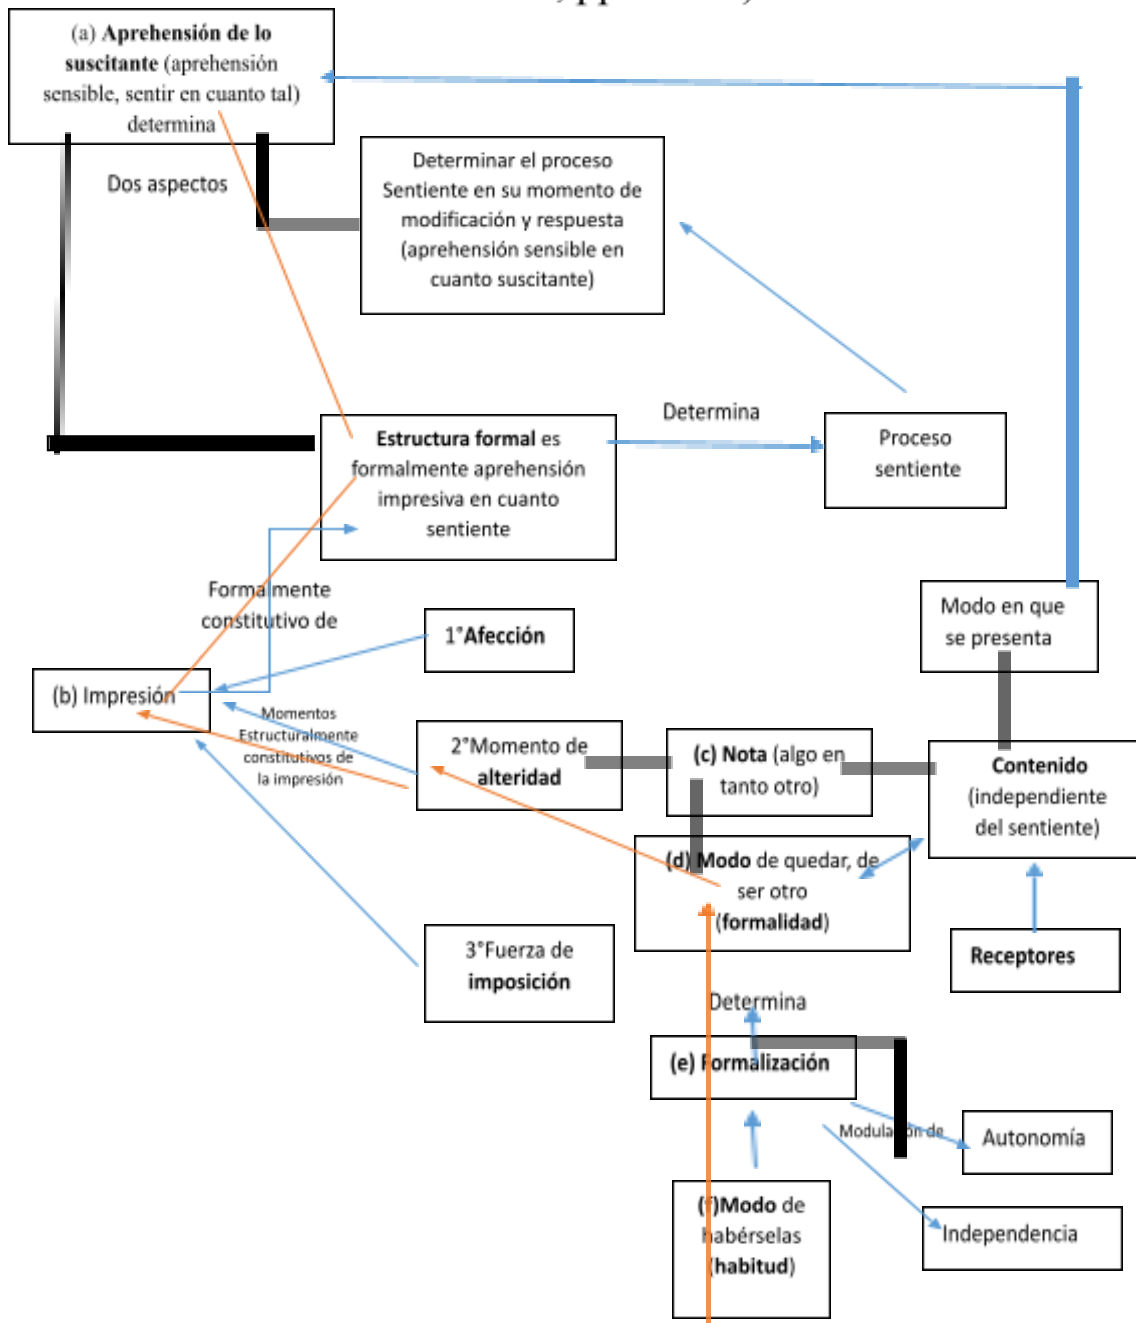 (a) Aprehensión de lo
suscitante (aprehensión
sensible, sentir en cuanto tal)
determina
Dos aspectos
Determinar el proceso
Sentiente en su momento de
modificación y respuesta
(aprehensión sensible en
cuanto suscitante)
Estructura formal es
formalmente aprehensión
impresiva en cuanto
sentiente
Determina
Proceso
sentiente
Formalmente
constitutivo de
1°Afección
Modo en que
se presenta
(b) Impresión
Momentos
Estructuralmente
constitutivos de
la impresión
2°Momento de
alteridad
(c) Nota (algo en
tanto otro)
Contenido
(independiente
del sentiente)
(d) Modo de quedar, de
ser otro
(formalidad)
3°Fuerza de
imposición
Receptores
Determina
(e) Formalización
Modulación de
Autonomía
(f)Modo de
habérselas
(habitud)
Independencia